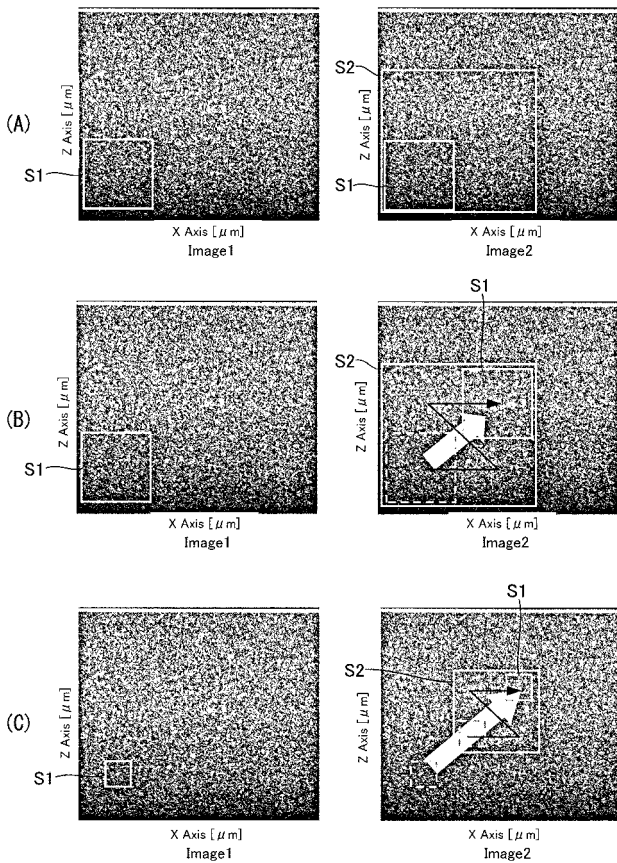 (A)
Z Axis [μm]
S1
X Axis [μm]
Image1
S2
Z Axis [μm]
S1
X Axis [μm]
Image2
(B)
Z Axis [μm]
S1
X Axis [μm]
Image1
S1
S2
Z Axis [μm]
X Axis [μm]
Image2
(C)
Z Axis [μm]
S1
X Axis [μm]
Image1
S1
S2
Z Axis [μm]
X Axis [μm]
Image2